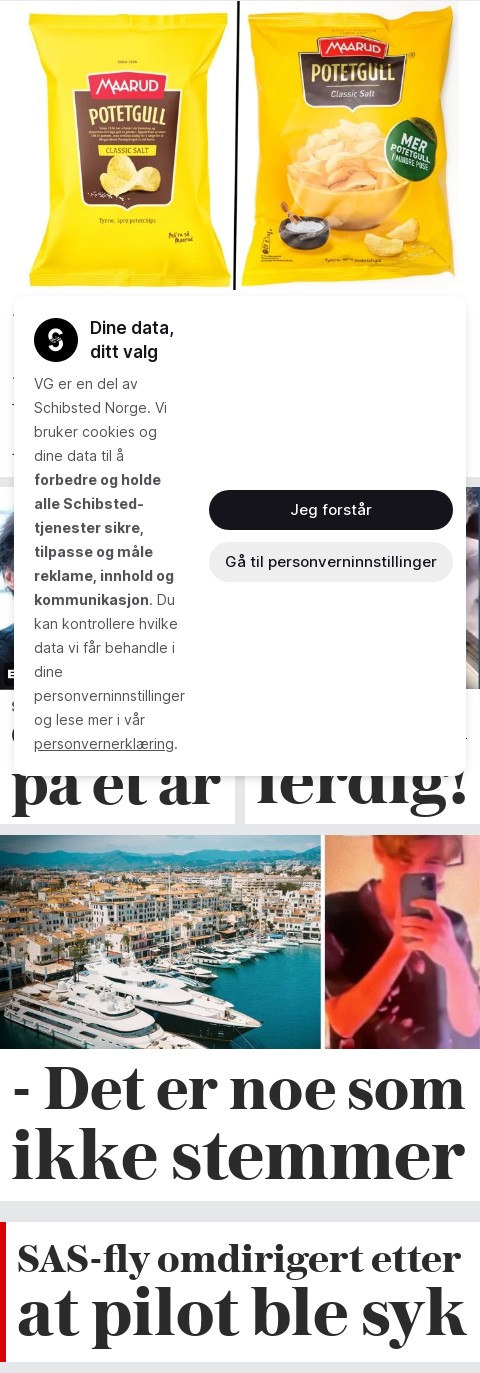 MAARUD
POTETGULL
CLASSIC SALT
Tynne, sprø potetchips
MAARUD
POTETGULL
Classic Salt
MER
POTETGULL
I MINDRE POSE
Tynne, sprø potetchips
Dine data,
ditt valg
VG er en del av
Schibsted Norge. Vi
bruker cookies og
dine data til å
forbedre og holde
alle Schibsted-
tjenester sikre,
tilpasse og måle
reklame, innhold og
kommunikasjon. Du
kan kontrollere hvilke
data vi får behandle i
dine
personverninnstillinger
og lese mer i vår
personvernerklæring.
Jeg forstår
Gå til personverninnstillinger
på et år
ferdig!
- Det er noe som
ikke stemmer
SAS-fly omdirigert etter
at pilot ble syk